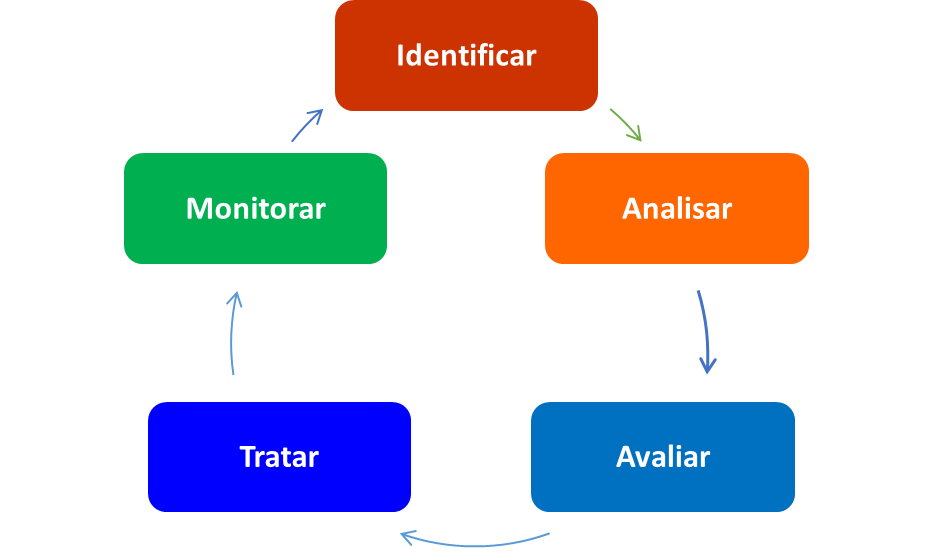 Identificar
Analisar
Avaliar
Tratar
Monitorar